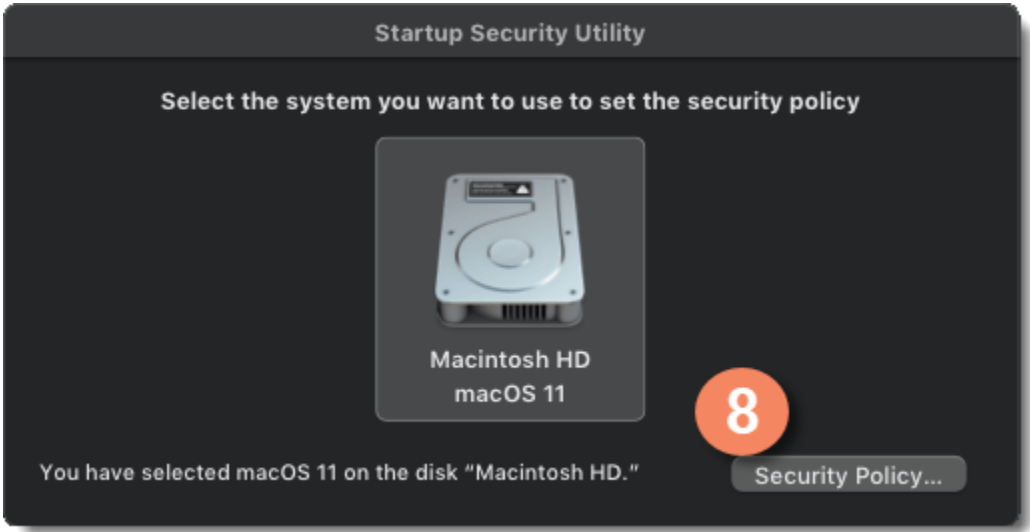 Startup Security Utility
Select the system you want to use to set the security policy
Macintosh HD
macOS 11
8
You have selected macOS 11 on the disk “Macintosh HD.”
Security Policy...